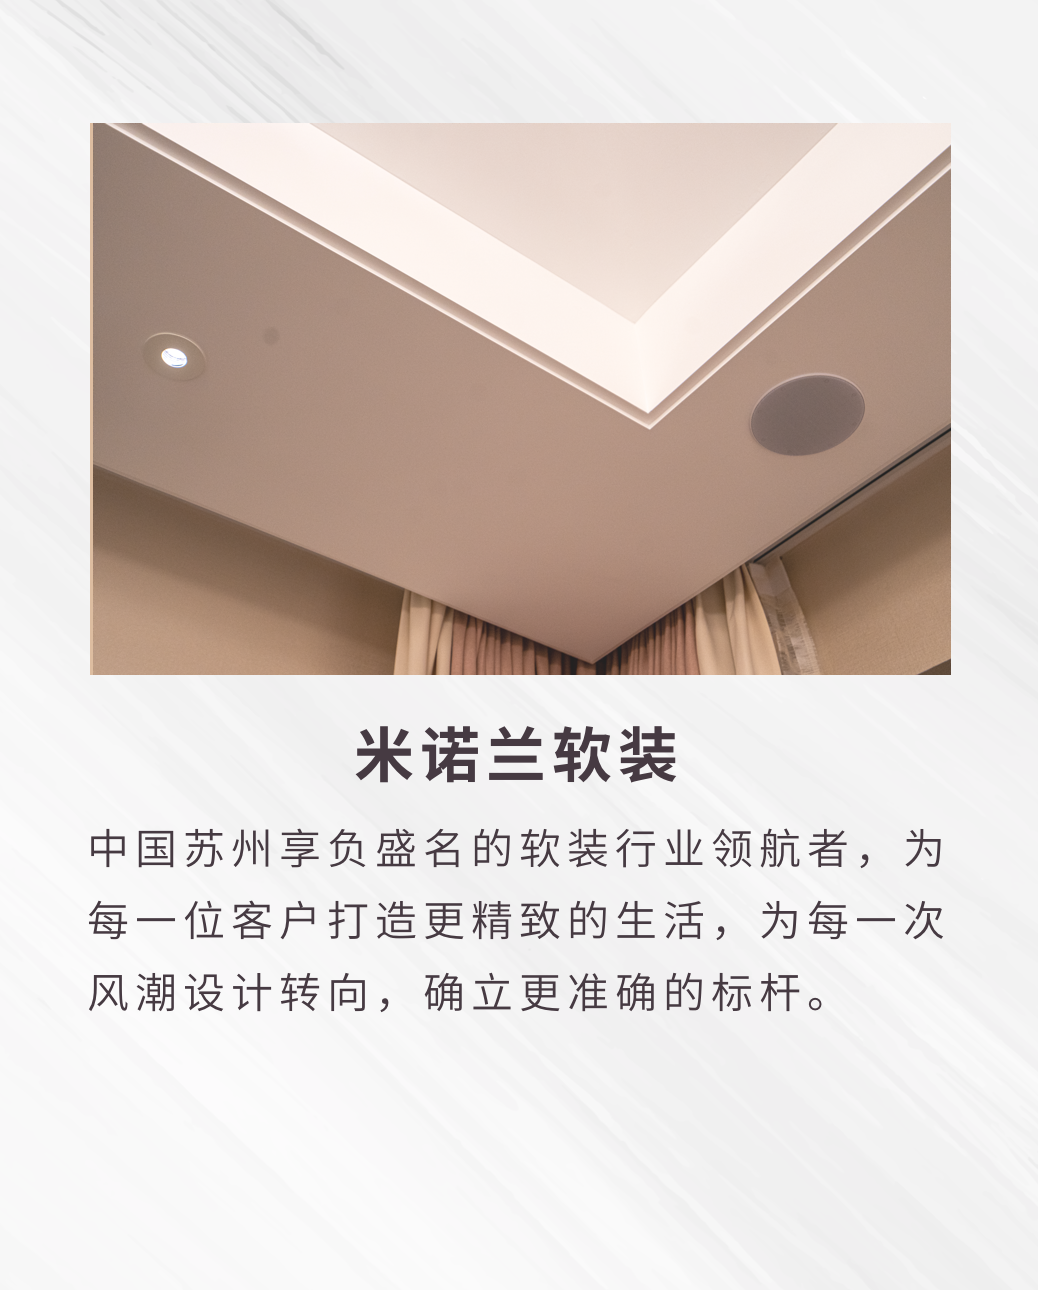 米诺兰软装
中国苏州享负盛名的软装行业领航者，为
每一位客户打造更精致的生活，为每一次
风潮设计转向，确立更准确的标杆。